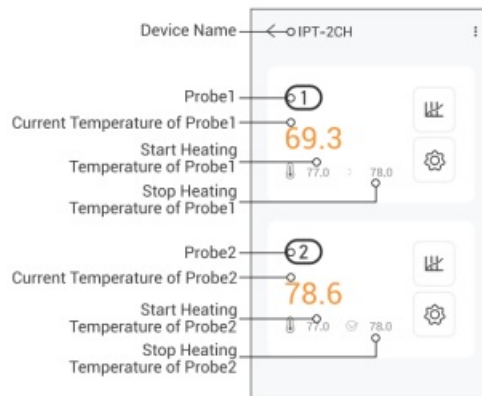 Device Name
IPT-2CH
Probe1
1
Current Temperature of Probe1
69.3
Start Heating
Temperature of Probe1
77.0
78.0
Stop Heating
Temperature of Probe1
Probe2
2
Current Temperature of Probe2
78.6
Start Heating
Temperature of Probe2
77.0
78.0
Stop Heating
Temperature of Probe2